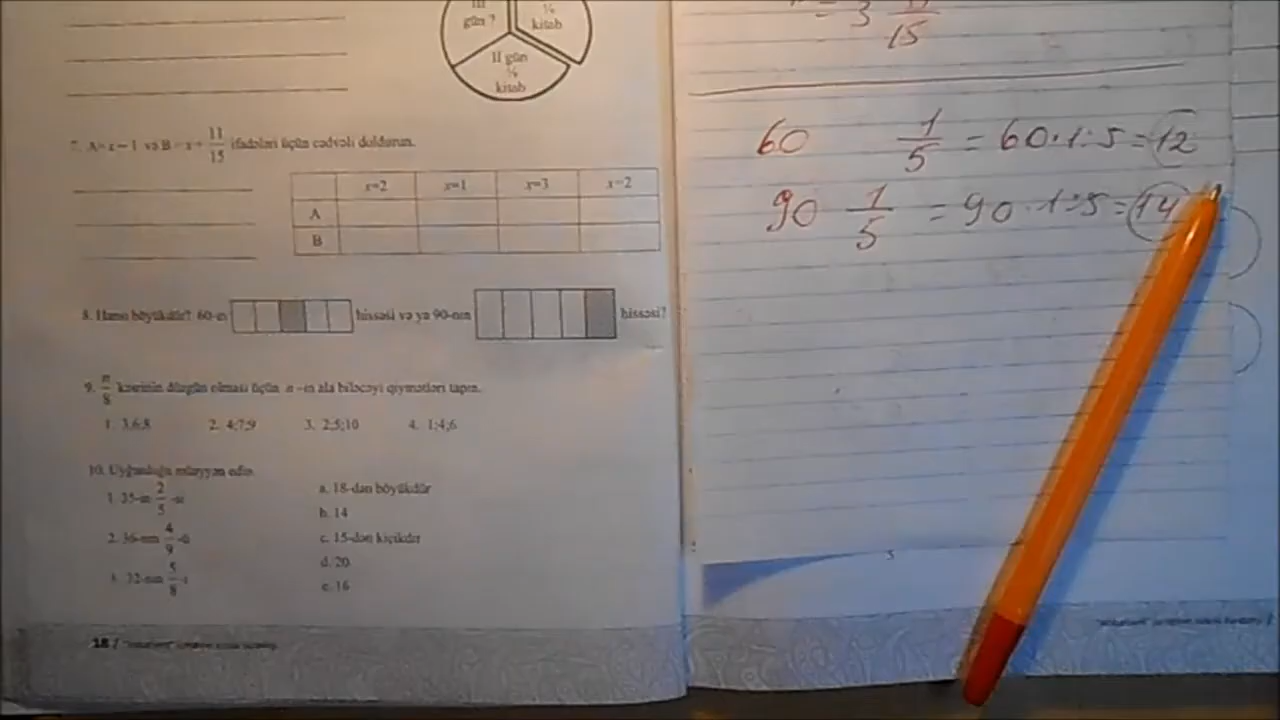 III
gün ?
kitab
II gün
kitab
7. A=x−1 və B=x+ 11/15 ifadələri üçün cədvəli doldurun.
x=2 x=1 x=3 x=2
A
B
8. Hansı böyükdür? 60-ın hissəsi və ya 90-nın hissəsi?
9. n/8 kəsrinin düzgün olması üçün n –in ala biləcəyi qiymətləri tapın.
1. 3;6;8 2. 4;7;9 3. 2;5;10 4. 1;4;6
10. Uyğunluğu müəyyən edin.
1. 35-in 2/5 -si
2. 36-nın 4/9 -ü
3. 32-nin 5/8 -i
a. 18-dən böyükdür
b. 14
c. 15-dən kiçikdir
d. 20
e. 16
18 /
= 3 /15
60 1/5 = 60·1:5=12
90 1/5 = 90·1:5=14